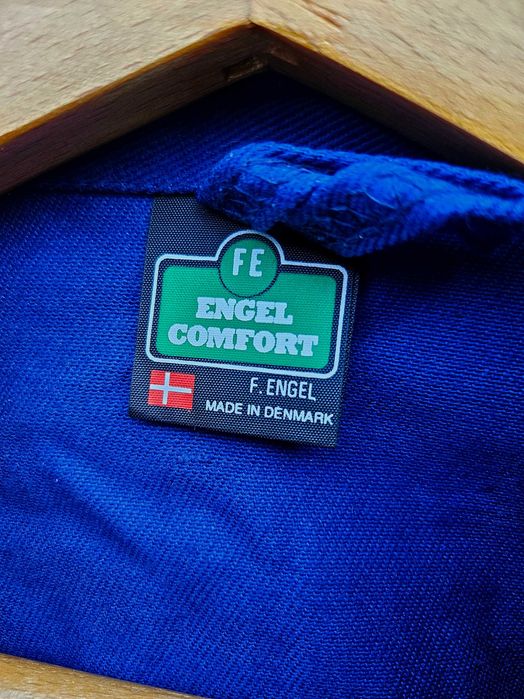 FE
ENGEL
COMFORT
F. ENGEL
MADE IN DENMARK